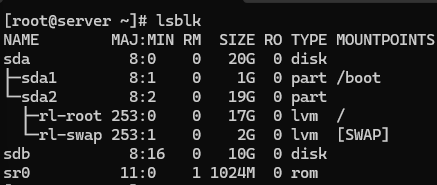 [root@server ~]# lsblk
NAME        MAJ:MIN RM  SIZE RO TYPE MOUNTPOINTS
sda           8:0    0   20G  0 disk
├─sda1        8:1    0    1G  0 part /boot
└─sda2        8:2    0   19G  0 part
  ├─rl-root 253:0    0   17G  0 lvm  /
  └─rl-swap 253:1    0    2G  0 lvm  [SWAP]
sdb           8:16   0   10G  0 disk
sr0          11:0    1 1024M  0 rom